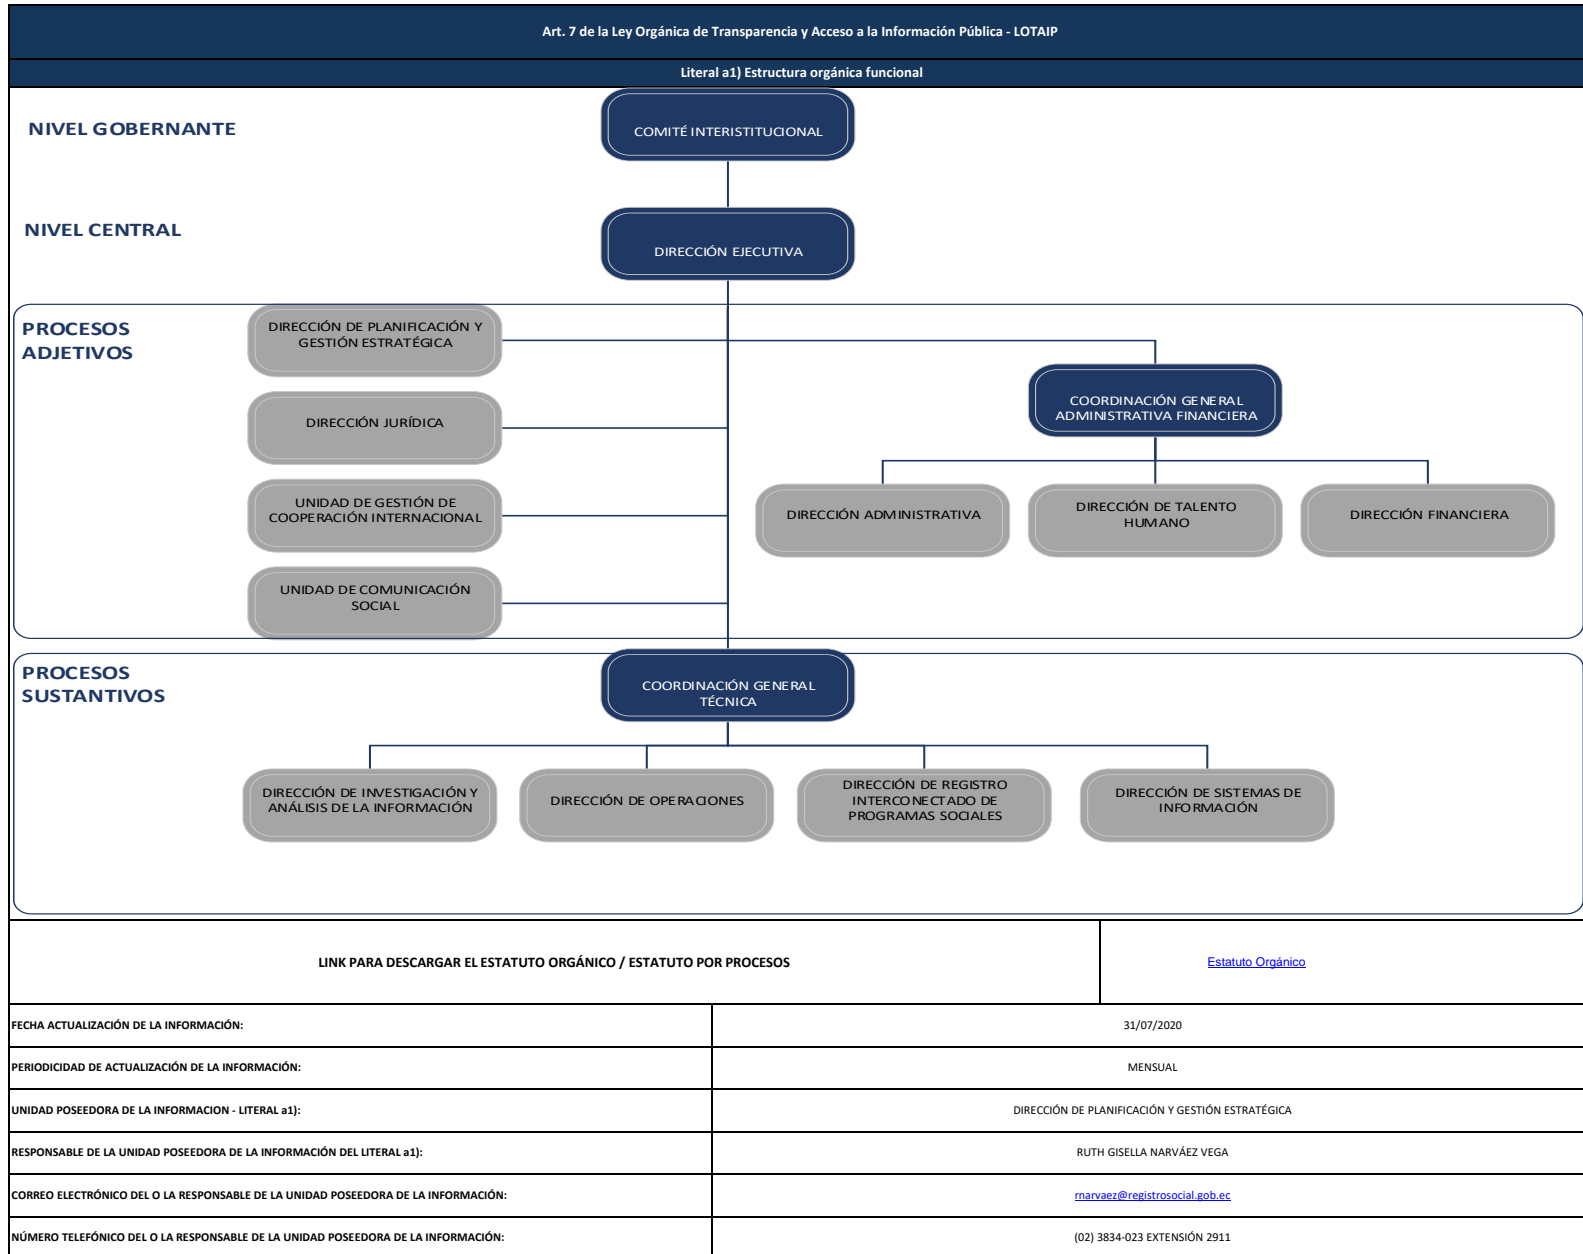 Art. 7 de la Ley Orgánica de Transparencia y Acceso a la Información Pública - LOTAIP
Literal a1) Estructura orgánica funcional
NIVEL GOBERNANTE
COMITÉ INTERISTITUCIONAL
NIVEL CENTRAL
DIRECCIÓN EJECUTIVA
PROCESOS
ADJETIVOS
DIRECCIÓN DE PLANIFICACIÓN Y
GESTIÓN ESTRATÉGICA
DIRECCIÓN JURÍDICA
UNIDAD DE GESTIÓN DE
COOPERACIÓN INTERNACIONAL
UNIDAD DE COMUNICACIÓN
SOCIAL
COORDINACIÓN GENERAL
ADMINISTRATIVA FINANCIERA
DIRECCIÓN ADMINISTRATIVA
DIRECCIÓN DE TALENTO
HUMANO
DIRECCIÓN FINANCIERA
PROCESOS
SUSTANTIVOS
COORDINACIÓN GENERAL
TÉCNICA
DIRECCIÓN DE INVESTIGACIÓN Y
ANÁLISIS DE LA INFORMACIÓN
DIRECCIÓN DE OPERACIONES
DIRECCIÓN DE REGISTRO
INTERCONECTADO DE
PROGRAMAS SOCIALES
DIRECCIÓN DE SISTEMAS DE
INFORMACIÓN
LINK PARA DESCARGAR EL ESTATUTO ORGÁNICO / ESTATUTO POR PROCESOS
Estatuto Orgánico
FECHA ACTUALIZACIÓN DE LA INFORMACIÓN:
31/07/2020
PERIODICIDAD DE ACTUALIZACIÓN DE LA INFORMACIÓN:
MENSUAL
UNIDAD POSEEDORA DE LA INFORMACION - LITERAL a1):
DIRECCIÓN DE PLANIFICACIÓN Y GESTIÓN ESTRATÉGICA
RESPONSABLE DE LA UNIDAD POSEEDORA DE LA INFORMACIÓN DEL LITERAL a1):
RUTH GISELLA NARVÁEZ VEGA
CORREO ELECTRÓNICO DEL O LA RESPONSABLE DE LA UNIDAD POSEEDORA DE LA INFORMACIÓN:
rnarvaez@registrosocial.gob.ec
NÚMERO TELEFÓNICO DEL O LA RESPONSABLE DE LA UNIDAD POSEEDORA DE LA INFORMACIÓN:
(02) 3834-023 EXTENSIÓN 2911